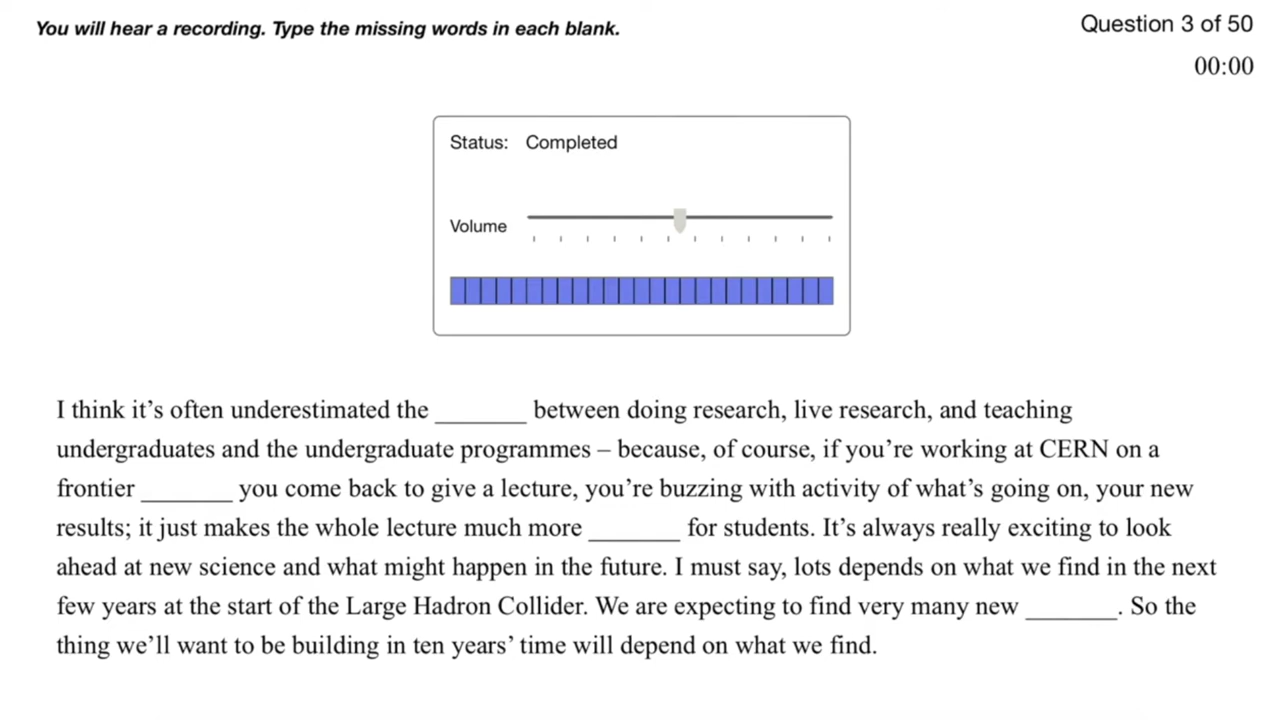 You will hear a recording. Type the missing words in each blank.
Question 3 of 50
00:00
Status: Completed
Volume
I think it's often underestimated the _______ between doing research, live research, and teaching
undergraduates and the undergraduate programmes – because, of course, if you're working at CERN on a
frontier _______ you come back to give a lecture, you're buzzing with activity of what's going on, your new
results; it just makes the whole lecture much more _______ for students. It's always really exciting to look
ahead at new science and what might happen in the future. I must say, lots depends on what we find in the next
few years at the start of the Large Hadron Collider. We are expecting to find very many new _______. So the
thing we'll want to be building in ten years' time will depend on what we find.